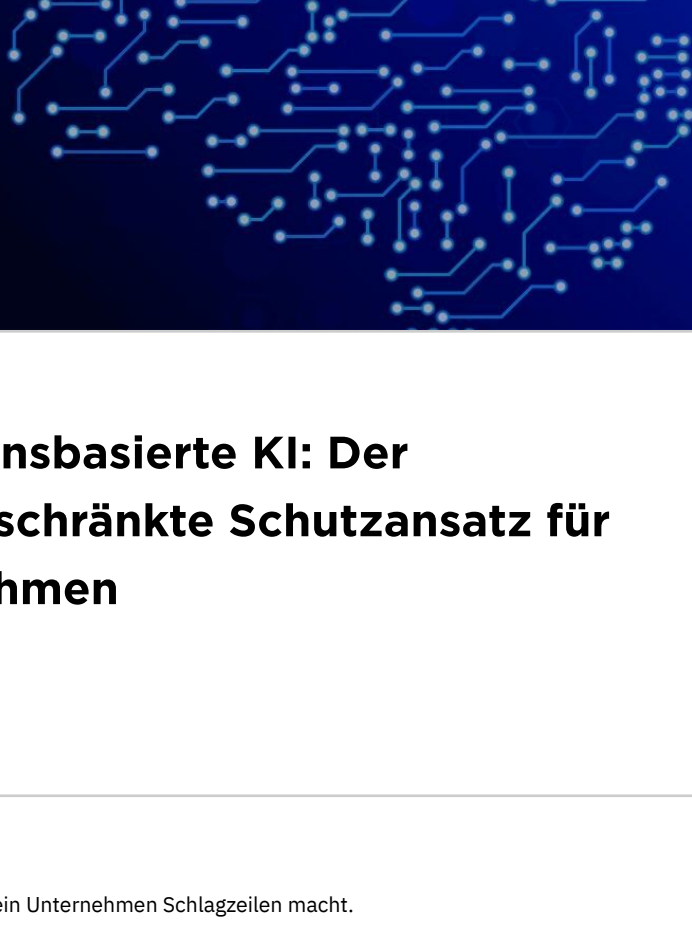 nsbasierte KI: Der
schränkte Schutzansatz für
hmen
ein Unternehmen Schlagzeilen macht.